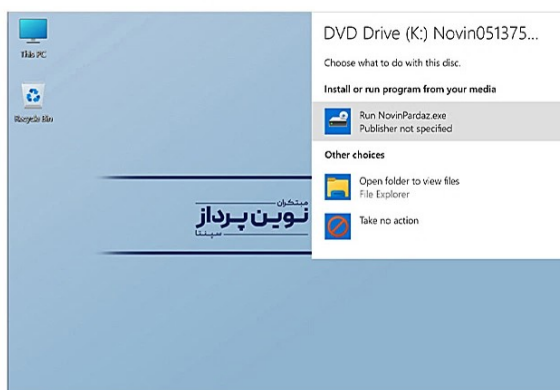 This PC
Recycle Bin
مبتکران
نوین پرداز
سپنتا
DVD Drive (K:) Novin051375...
Choose what to do with this disc.
Install or run program from your media
Run NovinPardaz.exe
Publisher not specified
Other choices
Open folder to view files
File Explorer
Take no action